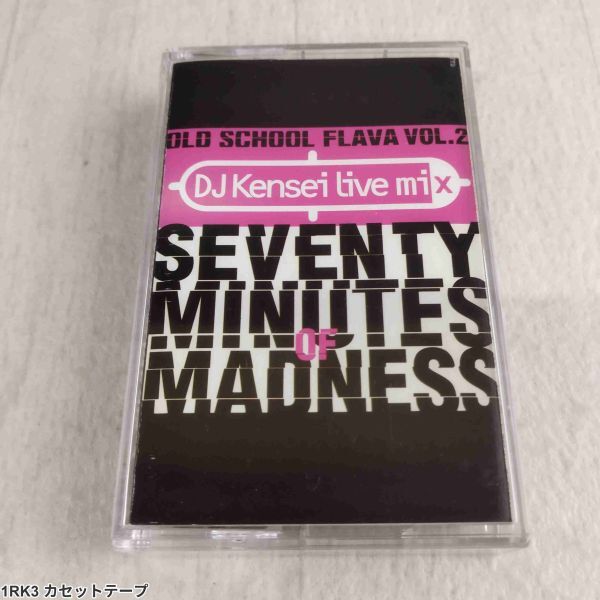 OLD SCHOOL FLAVA VOL.2
DJ Kensei live mix
SEVENTY
MINUTES
OF
MADNESS
1RK3 カセットテープ